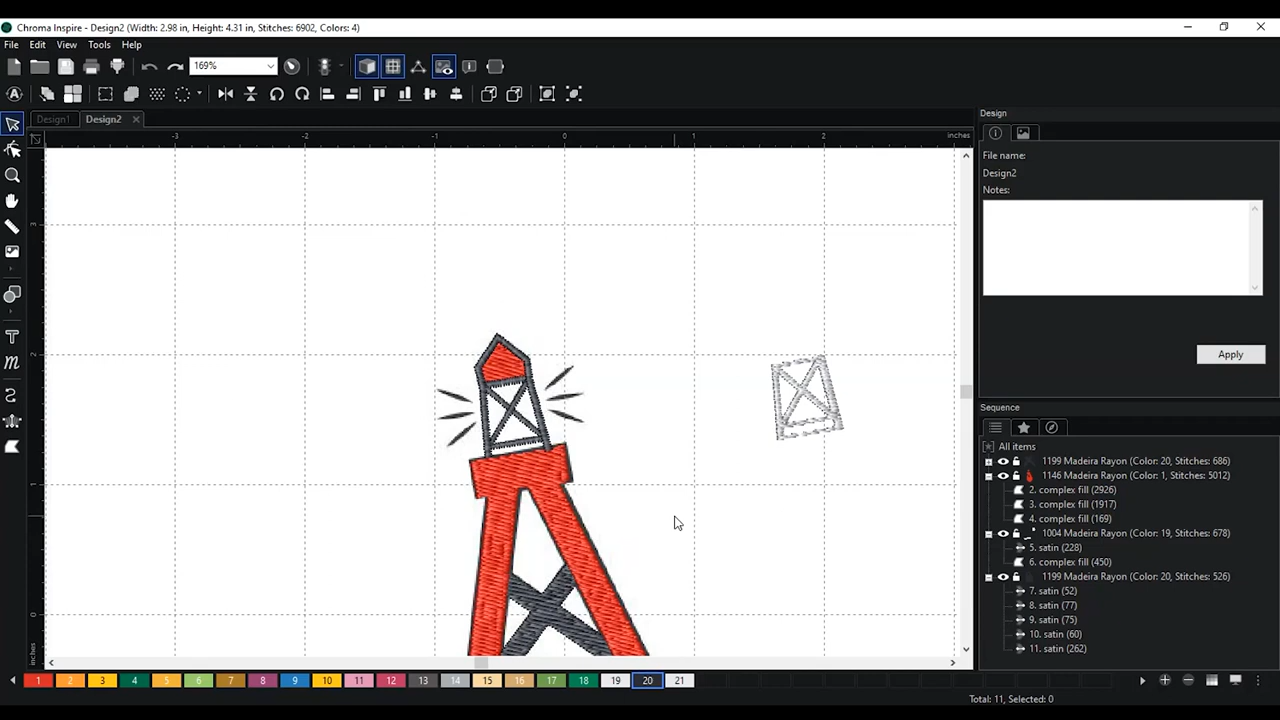 Chroma Inspire - Design2 (Width: 2.98 in, Height: 4.31 in, Stitches: 6902, Colors: 4)
File Edit View Tools Help
169%
Design1 Design2
-3 -2 -1 0 1 2 inches
3
2
1
0
inches
Design
File name:
Design2
Notes:
Apply
Sequence
All items
1199 Madeira Rayon (Color: 20, Stitches: 686)
1146 Madeira Rayon (Color: 1, Stitches: 5012)
2. complex fill (2926)
3. complex fill (1917)
4. complex fill (169)
1004 Madeira Rayon (Color: 19, Stitches: 678)
5. satin (228)
6. complex fill (450)
1199 Madeira Rayon (Color: 20, Stitches: 526)
7. satin (52)
8. satin (77)
9. satin (75)
10. satin (60)
11. satin (262)
1 2 3 4 5 6 7 8 9 10 11 12 13 14 15 16 17 18 19 20 21
Total: 11, Selected: 0